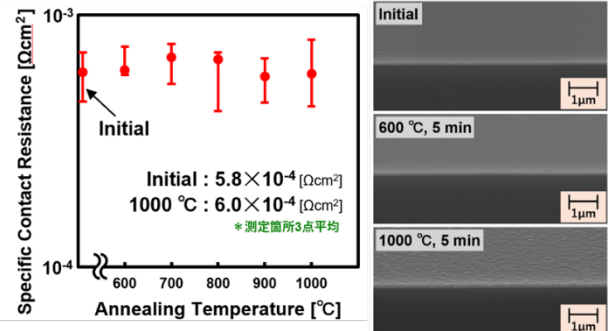 Specific Contact Resistance [Ωcm²]
10⁻³
10⁻⁴
Initial
Initial : 5.8×10⁻⁴ [Ωcm²]
1000 ℃ : 6.0×10⁻⁴ [Ωcm²]
＊測定箇所3点平均
600 700 800 900 1000
Annealing Temperature [℃]
Initial
1μm
600 ℃, 5 min
1μm
1000 ℃, 5 min
1μm